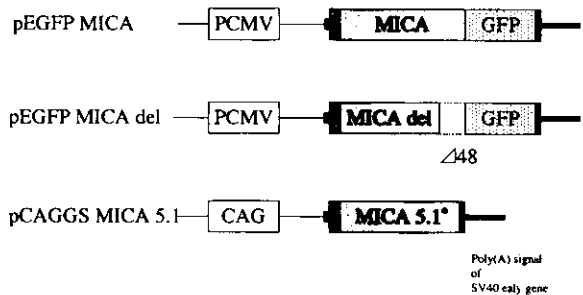 pEGFP MICA PCMV MICA GFP
pEGFP MICA del PCMV MICA del GFP
⊿48
pCAGGS MICA 5.1 CAG MICA 5.1*
Poly(A) signal
of
SV40 ealy gene